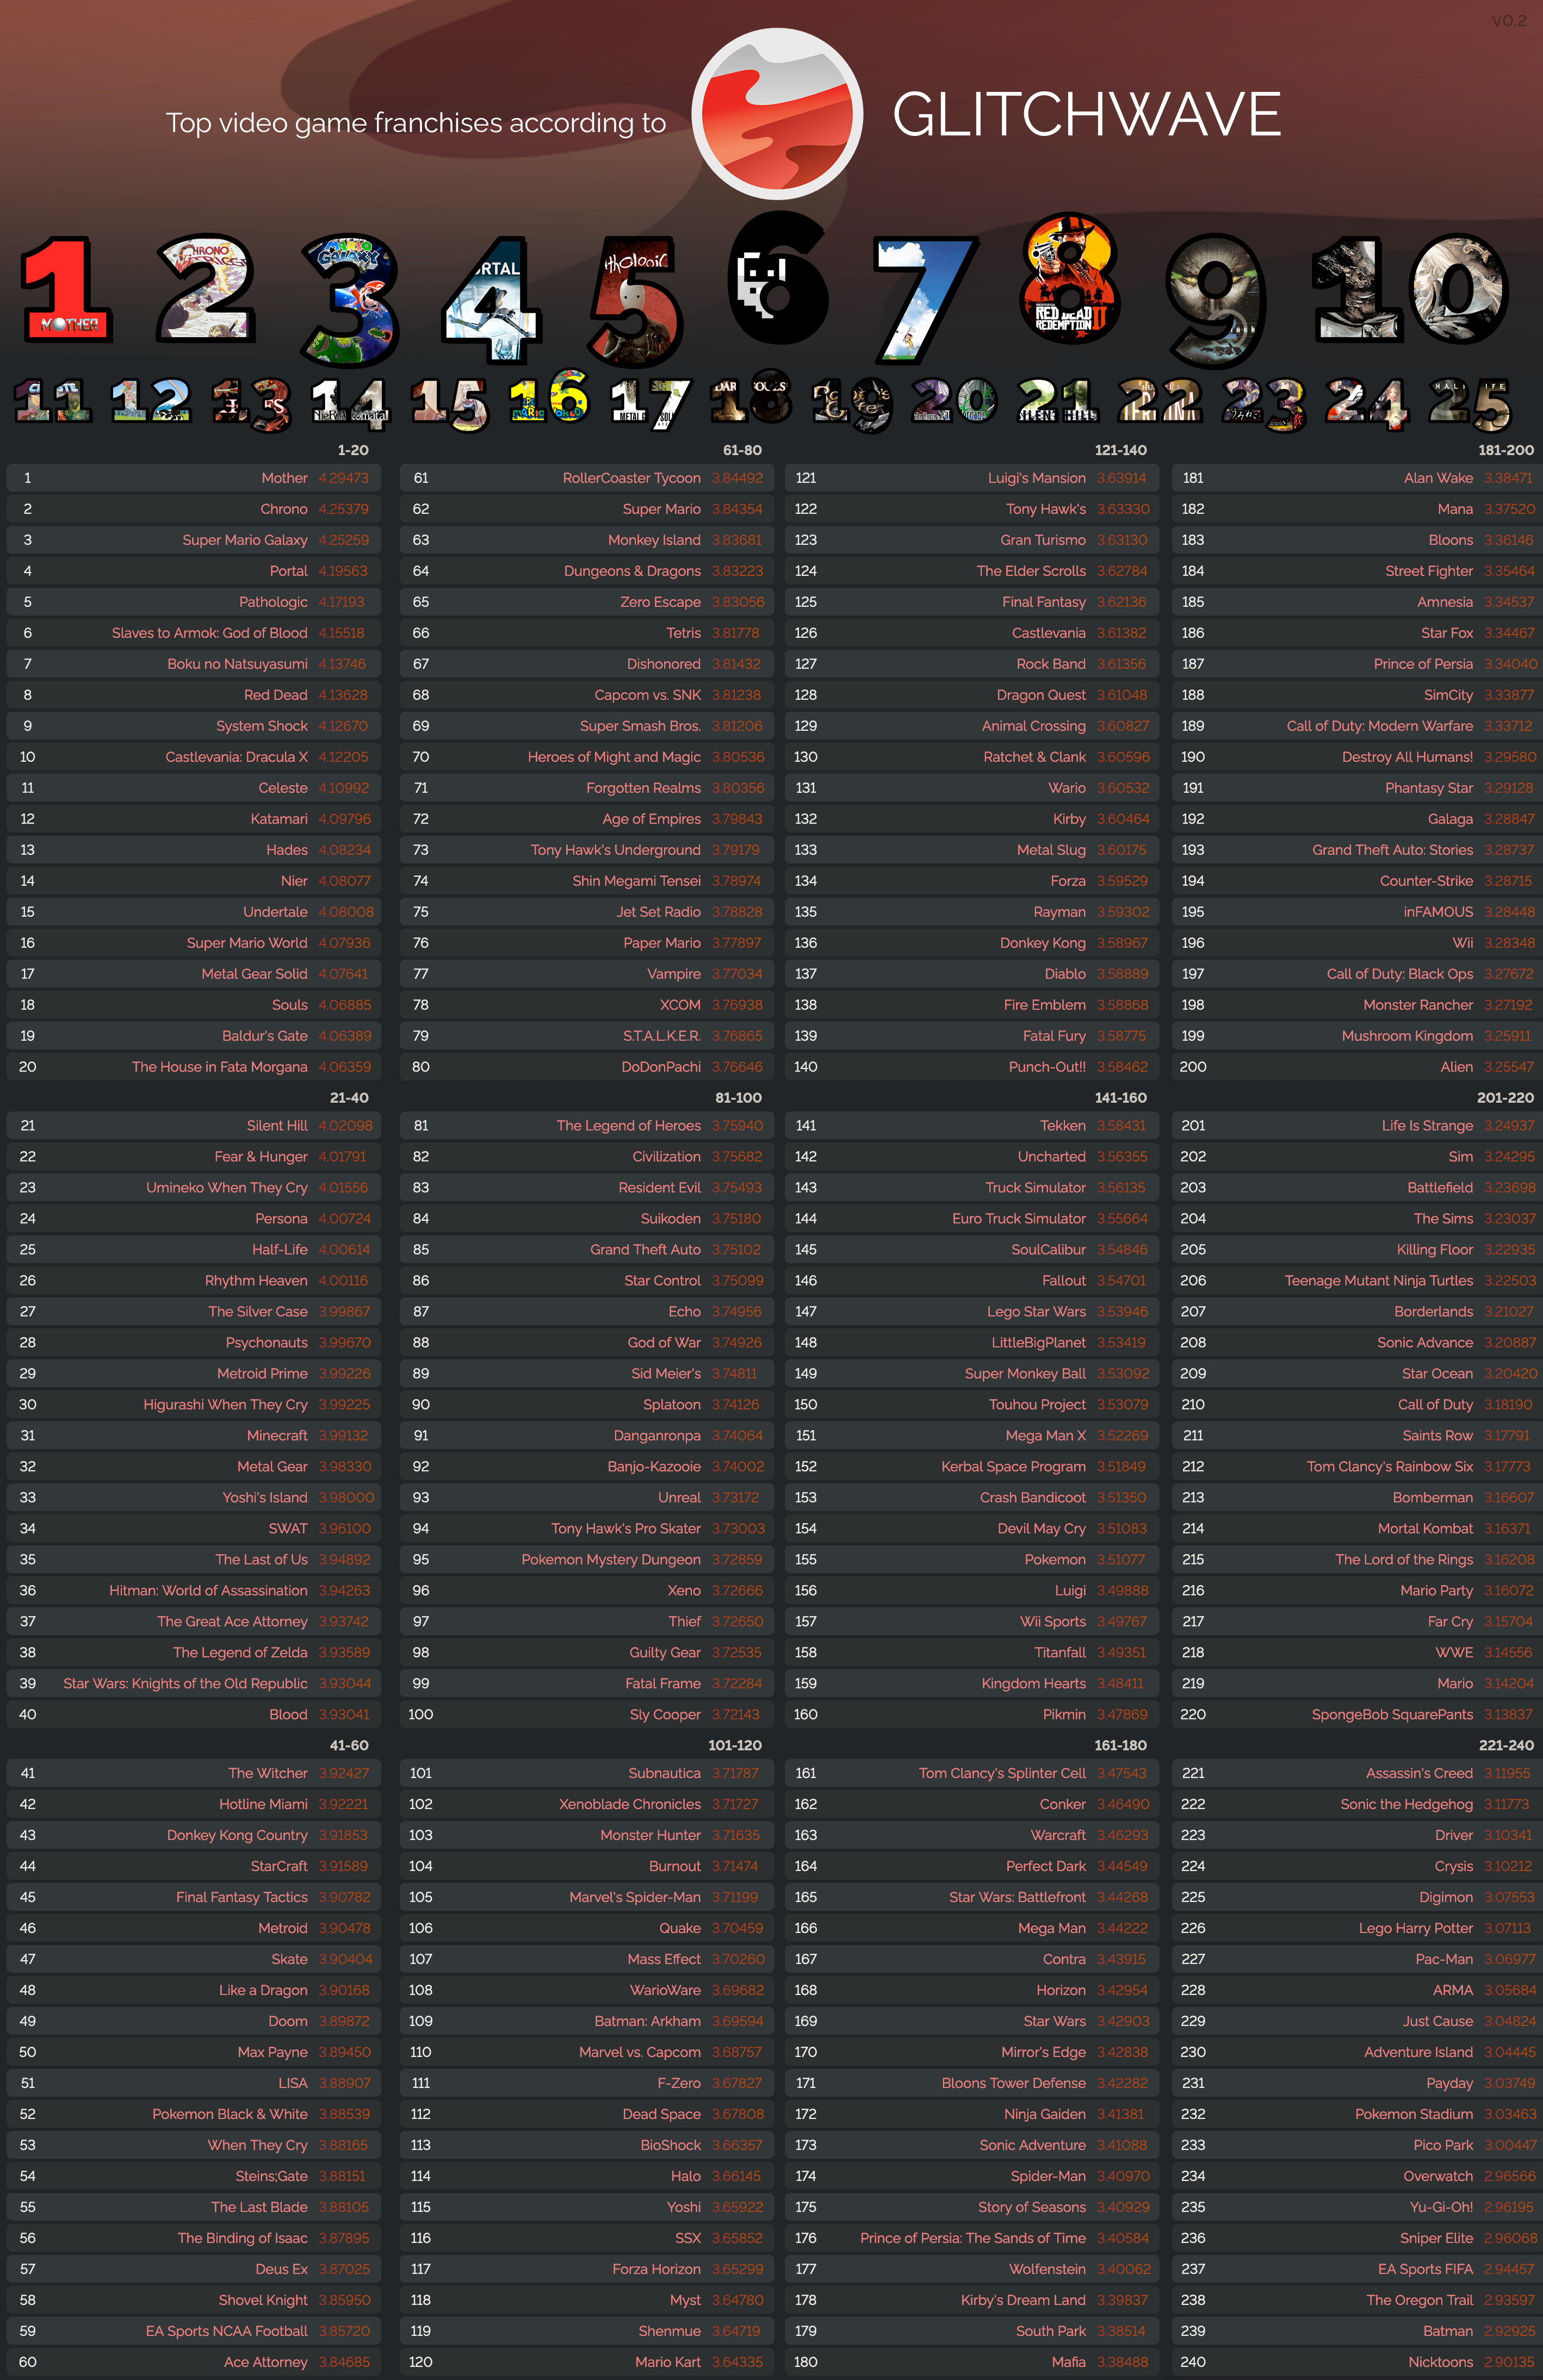 v0.2
Top video game franchises according to
GLITCHWAVE
MOTHER
CHRONO
MARIO
GALAXY
RED DEAD
REDEMPTION II
SILENT HILL
1-20
1 Mother 4.29473
2 Chrono 4.25379
3 Super Mario Galaxy 4.25259
4 Portal 4.19563
5 Pathologic 4.17193
6 Slaves to Armok: God of Blood 4.15518
7 Boku no Natsuyasumi 4.13746
8 Red Dead 4.13628
9 System Shock 4.12670
10 Castlevania: Dracula X 4.12205
11 Celeste 4.10992
12 Katamari 4.09796
13 Hades 4.08234
14 Nier 4.08077
15 Undertale 4.08008
16 Super Mario World 4.07936
17 Metal Gear Solid 4.07641
18 Souls 4.06885
19 Baldur's Gate 4.06389
20 The House in Fata Morgana 4.06359
21-40
21 Silent Hill 4.02098
22 Fear & Hunger 4.01791
23 Umineko When They Cry 4.01556
24 Persona 4.00724
25 Half-Life 4.00614
26 Rhythm Heaven 4.00116
27 The Silver Case 3.99867
28 Psychonauts 3.99670
29 Metroid Prime 3.99226
30 Higurashi When They Cry 3.99225
31 Minecraft 3.99132
32 Metal Gear 3.98330
33 Yoshi's Island 3.98000
34 SWAT 3.96100
35 The Last of Us 3.94892
36 Hitman: World of Assassination 3.94263
37 The Great Ace Attorney 3.93742
38 The Legend of Zelda 3.93589
39 Star Wars: Knights of the Old Republic 3.93044
40 Blood 3.93041
41-60
41 The Witcher 3.92427
42 Hotline Miami 3.92221
43 Donkey Kong Country 3.91853
44 StarCraft 3.91589
45 Final Fantasy Tactics 3.90782
46 Metroid 3.90478
47 Skate 3.90404
48 Like a Dragon 3.90168
49 Doom 3.89872
50 Max Payne 3.89450
51 LISA 3.88907
52 Pokemon Black & White 3.88539
53 When They Cry 3.88165
54 Steins;Gate 3.88151
55 The Last Blade 3.88105
56 The Binding of Isaac 3.87895
57 Deus Ex 3.87025
58 Shovel Knight 3.85950
59 EA Sports NCAA Football 3.85720
60 Ace Attorney 3.84685
61-80
61 RollerCoaster Tycoon 3.84492
62 Super Mario 3.84354
63 Monkey Island 3.83681
64 Dungeons & Dragons 3.83223
65 Zero Escape 3.83056
66 Tetris 3.81778
67 Dishonored 3.81432
68 Capcom vs. SNK 3.81238
69 Super Smash Bros. 3.81206
70 Heroes of Might and Magic 3.80536
71 Forgotten Realms 3.80356
72 Age of Empires 3.79843
73 Tony Hawk's Underground 3.79179
74 Shin Megami Tensei 3.78974
75 Jet Set Radio 3.78828
76 Paper Mario 3.77897
77 Vampire 3.77034
78 XCOM 3.76938
79 S.T.A.L.K.E.R. 3.76865
80 DoDonPachi 3.76646
81-100
81 The Legend of Heroes 3.75940
82 Civilization 3.75682
83 Resident Evil 3.75493
84 Suikoden 3.75180
85 Grand Theft Auto 3.75102
86 Star Control 3.75099
87 Echo 3.74956
88 God of War 3.74926
89 Sid Meier's 3.74811
90 Splatoon 3.74126
91 Danganronpa 3.74064
92 Banjo-Kazooie 3.74002
93 Unreal 3.73172
94 Tony Hawk's Pro Skater 3.73003
95 Pokemon Mystery Dungeon 3.72859
96 Xeno 3.72666
97 Thief 3.72650
98 Guilty Gear 3.72535
99 Fatal Frame 3.72284
100 Sly Cooper 3.72143
101-120
101 Subnautica 3.71787
102 Xenoblade Chronicles 3.71727
103 Monster Hunter 3.71635
104 Burnout 3.71474
105 Marvel's Spider-Man 3.71199
106 Quake 3.70459
107 Mass Effect 3.70260
108 WarioWare 3.69682
109 Batman: Arkham 3.69594
110 Marvel vs. Capcom 3.68757
111 F-Zero 3.67827
112 Dead Space 3.67808
113 BioShock 3.66357
114 Halo 3.66145
115 Yoshi 3.65922
116 SSX 3.65852
117 Forza Horizon 3.65299
118 Myst 3.64780
119 Shenmue 3.64719
120 Mario Kart 3.64335
121-140
121 Luigi's Mansion 3.63914
122 Tony Hawk's 3.63330
123 Gran Turismo 3.63130
124 The Elder Scrolls 3.62784
125 Final Fantasy 3.62136
126 Castlevania 3.61382
127 Rock Band 3.61356
128 Dragon Quest 3.61048
129 Animal Crossing 3.60827
130 Ratchet & Clank 3.60596
131 Wario 3.60532
132 Kirby 3.60464
133 Metal Slug 3.60175
134 Forza 3.59529
135 Rayman 3.59302
136 Donkey Kong 3.58967
137 Diablo 3.58889
138 Fire Emblem 3.58868
139 Fatal Fury 3.58775
140 Punch-Out!! 3.58462
141-160
141 Tekken 3.58431
142 Uncharted 3.56355
143 Truck Simulator 3.56135
144 Euro Truck Simulator 3.55664
145 SoulCalibur 3.54846
146 Fallout 3.54701
147 Lego Star Wars 3.53946
148 LittleBigPlanet 3.53419
149 Super Monkey Ball 3.53092
150 Touhou Project 3.53079
151 Mega Man X 3.52269
152 Kerbal Space Program 3.51849
153 Crash Bandicoot 3.51350
154 Devil May Cry 3.51083
155 Pokemon 3.51077
156 Luigi 3.49888
157 Wii Sports 3.49767
158 Titanfall 3.49351
159 Kingdom Hearts 3.48411
160 Pikmin 3.47869
161-180
161 Tom Clancy's Splinter Cell 3.47543
162 Conker 3.46490
163 Warcraft 3.46293
164 Perfect Dark 3.44549
165 Star Wars: Battlefront 3.44268
166 Mega Man 3.44222
167 Contra 3.43915
168 Horizon 3.42954
169 Star Wars 3.42903
170 Mirror's Edge 3.42838
171 Bloons Tower Defense 3.42282
172 Ninja Gaiden 3.41381
173 Sonic Adventure 3.41088
174 Spider-Man 3.40970
175 Story of Seasons 3.40929
176 Prince of Persia: The Sands of Time 3.40584
177 Wolfenstein 3.40062
178 Kirby's Dream Land 3.39837
179 South Park 3.38514
180 Mafia 3.38488
181-200
181 Alan Wake 3.38471
182 Mana 3.37520
183 Bloons 3.36146
184 Street Fighter 3.35464
185 Amnesia 3.34537
186 Star Fox 3.34467
187 Prince of Persia 3.34040
188 SimCity 3.33877
189 Call of Duty: Modern Warfare 3.33712
190 Destroy All Humans! 3.29580
191 Phantasy Star 3.29128
192 Galaga 3.28847
193 Grand Theft Auto: Stories 3.28737
194 Counter-Strike 3.28715
195 inFAMOUS 3.28448
196 Wii 3.28348
197 Call of Duty: Black Ops 3.27672
198 Monster Rancher 3.27192
199 Mushroom Kingdom 3.25911
200 Alien 3.25547
201-220
201 Life Is Strange 3.24937
202 Sim 3.24295
203 Battlefield 3.23698
204 The Sims 3.23037
205 Killing Floor 3.22935
206 Teenage Mutant Ninja Turtles 3.22503
207 Borderlands 3.21027
208 Sonic Advance 3.20887
209 Star Ocean 3.20420
210 Call of Duty 3.18190
211 Saints Row 3.17791
212 Tom Clancy's Rainbow Six 3.17773
213 Bomberman 3.16607
214 Mortal Kombat 3.16371
215 The Lord of the Rings 3.16208
216 Mario Party 3.16072
217 Far Cry 3.15704
218 WWE 3.14556
219 Mario 3.14204
220 SpongeBob SquarePants 3.13837
221-240
221 Assassin's Creed 3.11955
222 Sonic the Hedgehog 3.11773
223 Driver 3.10341
224 Crysis 3.10212
225 Digimon 3.07553
226 Lego Harry Potter 3.07113
227 Pac-Man 3.06977
228 ARMA 3.05684
229 Just Cause 3.04824
230 Adventure Island 3.04445
231 Payday 3.03749
232 Pokemon Stadium 3.03463
233 Pico Park 3.00447
234 Overwatch 2.96566
235 Yu-Gi-Oh! 2.96195
236 Sniper Elite 2.96068
237 EA Sports FIFA 2.94457
238 The Oregon Trail 2.93597
239 Batman 2.92925
240 Nicktoons 2.90135